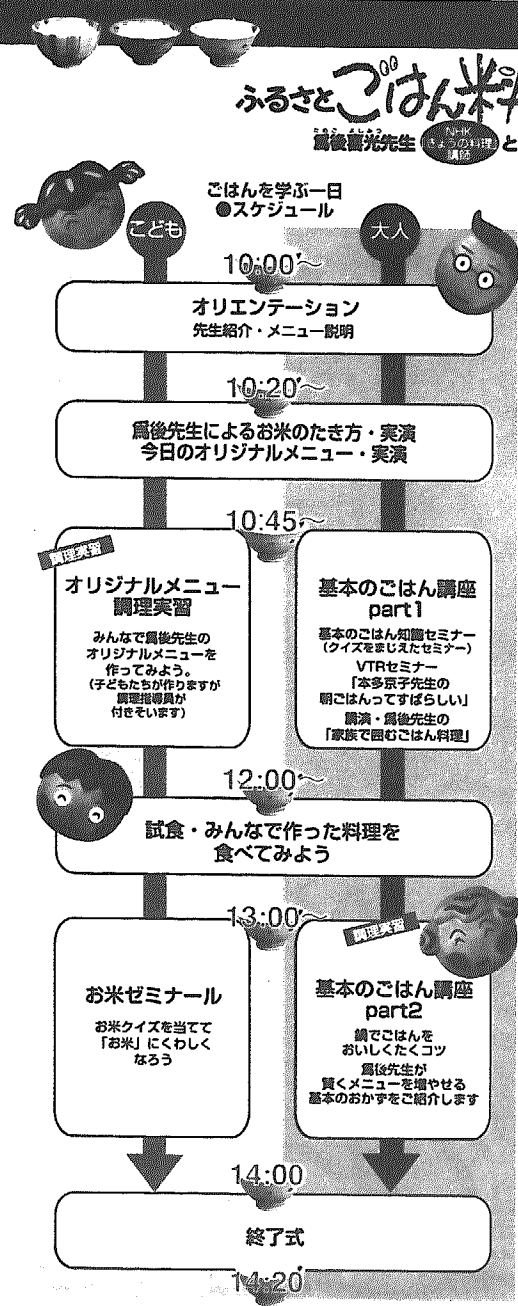 ふるさとごはん料
ためご よしみつ
爲後喜光先生
NHK
きょうの料理
講師
と
ごはんを学ぶ一日
●スケジュール
こども
大人
10:00〜
オリエンテーション
先生紹介・メニュー説明
10:20〜
爲後先生によるお米のたき方・実演
今日のオリジナルメニュー・実演
10:45〜
調理実習
オリジナルメニュー
調理実習
みんなで爲後先生の
オリジナルメニューを
作ってみよう。
(子どもたちが作りますが
調理指導員が
付きそいます)
基本のごはん講座
part1
基本のごはん知識セミナー
(クイズをまじえたセミナー)
VTRセミナー
「本多京子先生の
朝ごはんってすばらしい」
講演・爲後先生の
「家族で囲むごはん料理」
12:00〜
試食・みんなで作った料理を
食べてみよう
13:00〜
お米ゼミナール
お米クイズを当てて
「お米」にくわしく
なろう
調理実習
基本のごはん講座
part2
鍋でごはんを
おいしくたくコツ
爲後先生が
賢くメニューを増やせる
基本のおかずをご紹介します
14:00
終了式
14:20